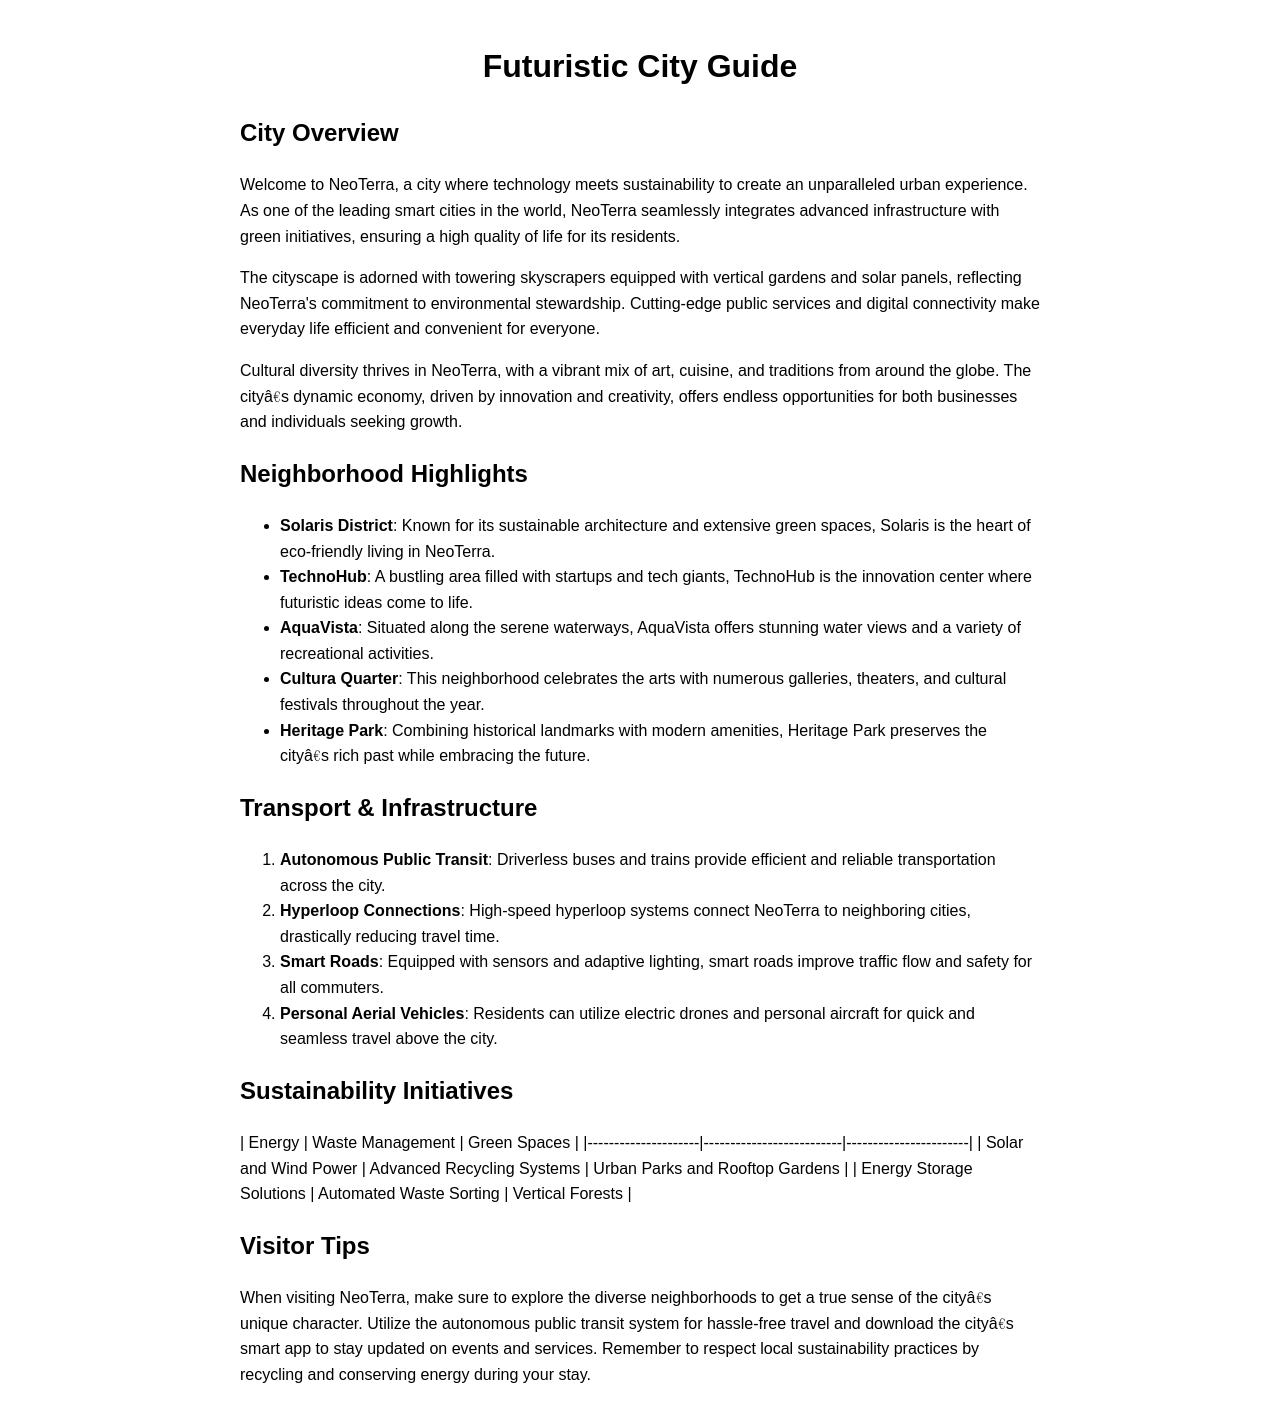 Futuristic City Guide
City Overview
Welcome to NeoTerra, a city where technology meets sustainability to create an unparalleled urban experience.
As one of the leading smart cities in the world, NeoTerra seamlessly integrates advanced infrastructure with
green initiatives, ensuring a high quality of life for its residents.
The cityscape is adorned with towering skyscrapers equipped with vertical gardens and solar panels, reflecting
NeoTerra's commitment to environmental stewardship. Cutting-edge public services and digital connectivity make
everyday life efficient and convenient for everyone.
Cultural diversity thrives in NeoTerra, with a vibrant mix of art, cuisine, and traditions from around the globe. The
cityâ€s dynamic economy, driven by innovation and creativity, offers endless opportunities for both businesses
and individuals seeking growth.
Neighborhood Highlights
• Solaris District: Known for its sustainable architecture and extensive green spaces, Solaris is the heart of
eco-friendly living in NeoTerra.
• TechnoHub: A bustling area filled with startups and tech giants, TechnoHub is the innovation center where
futuristic ideas come to life.
• AquaVista: Situated along the serene waterways, AquaVista offers stunning water views and a variety of
recreational activities.
• Cultura Quarter: This neighborhood celebrates the arts with numerous galleries, theaters, and cultural
festivals throughout the year.
• Heritage Park: Combining historical landmarks with modern amenities, Heritage Park preserves the
cityâ€s rich past while embracing the future.
Transport & Infrastructure
1. Autonomous Public Transit: Driverless buses and trains provide efficient and reliable transportation
across the city.
2. Hyperloop Connections: High-speed hyperloop systems connect NeoTerra to neighboring cities,
drastically reducing travel time.
3. Smart Roads: Equipped with sensors and adaptive lighting, smart roads improve traffic flow and safety for
all commuters.
4. Personal Aerial Vehicles: Residents can utilize electric drones and personal aircraft for quick and
seamless travel above the city.
Sustainability Initiatives
| Energy | Waste Management | Green Spaces | |---------------------|--------------------------|-----------------------| | Solar
and Wind Power | Advanced Recycling Systems | Urban Parks and Rooftop Gardens | | Energy Storage
Solutions | Automated Waste Sorting | Vertical Forests |
Visitor Tips
When visiting NeoTerra, make sure to explore the diverse neighborhoods to get a true sense of the cityâ€s
unique character. Utilize the autonomous public transit system for hassle-free travel and download the cityâ€s
smart app to stay updated on events and services. Remember to respect local sustainability practices by
recycling and conserving energy during your stay.